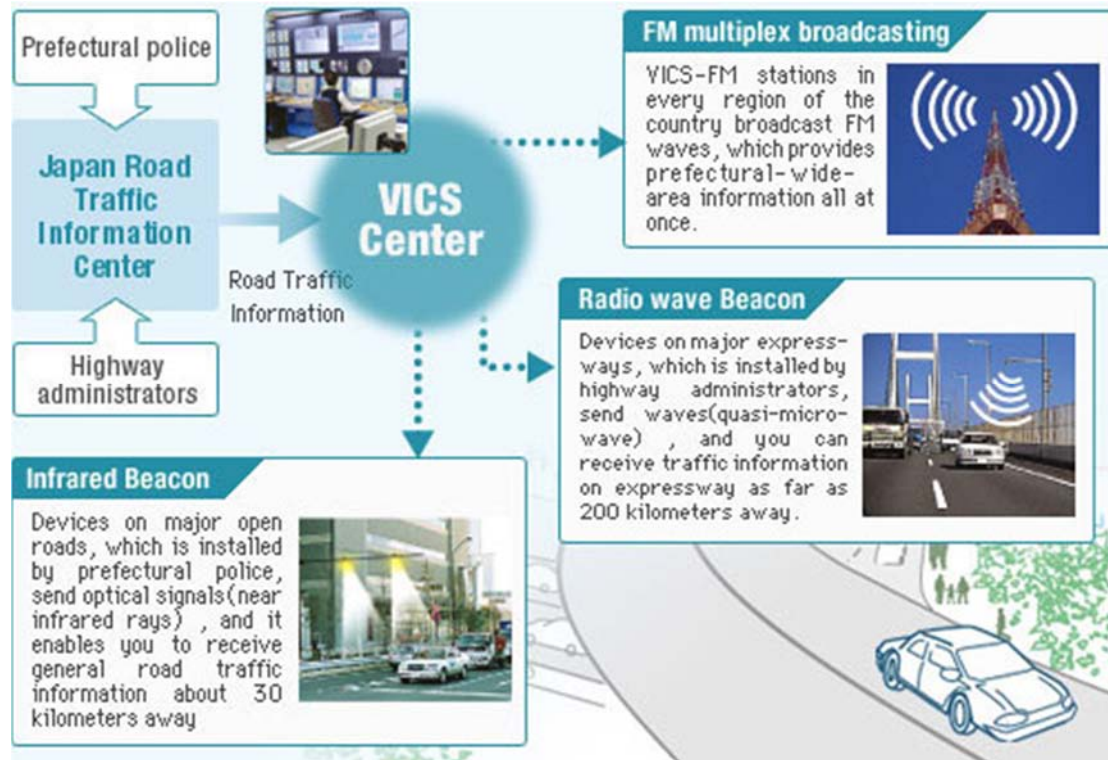 Prefectural police
Japan Road
Traffic
Information
Center
Highway
administrators
Road Traffic
Information
VICS
Center
FM multiplex broadcasting
VICS-FM stations in
every region of the
country broadcast FM
waves, which provides
prefectural-wide-
area information all at
once.
Radio wave Beacon
Devices on major express-
ways, which is installed by
highway administrators,
send waves(quasi-micro-
wave) , and you can
receive traffic information
on expressway as far as
200 kilometers away.
Infrared Beacon
Devices on major open
roads, which is installed
by prefectural police,
send optical signals(near
infrared rays) , and it
enables you to receive
general road traffic
information about 30
kilometers away